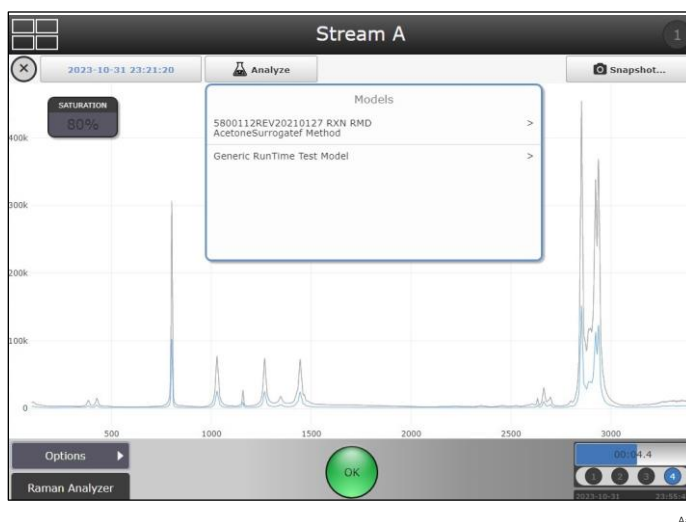 Stream A
1
2023-10-31 23:21:20
Analyze
Snapshot...
SATURATION
80%
Models
5800112REV20210127 RXN RMD
AcetoneSurrogatef Method
>
Generic RunTime Test Model
>
400k
300k
200k
100k
0
500
1000
1500
2000
2500
3000
Options
OK
00:04.4
1 2 3 4
Raman Analyzer
2023-10-31